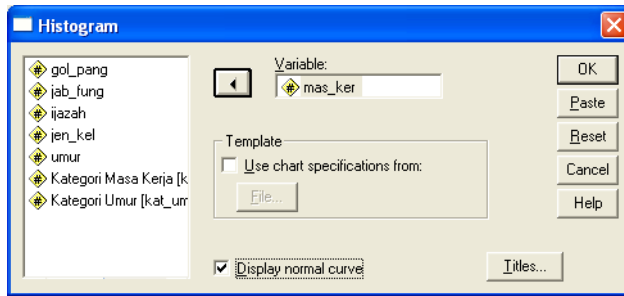 Histogram
gol_pang
jab_fung
ijazah
jen_kel
umur
Kategori Masa Kerja [k
Kategori Umur [kat_um
Variable:
mas_ker
Template
Use chart specifications from:
File...
Display normal curve
Titles...
OK
Paste
Reset
Cancel
Help